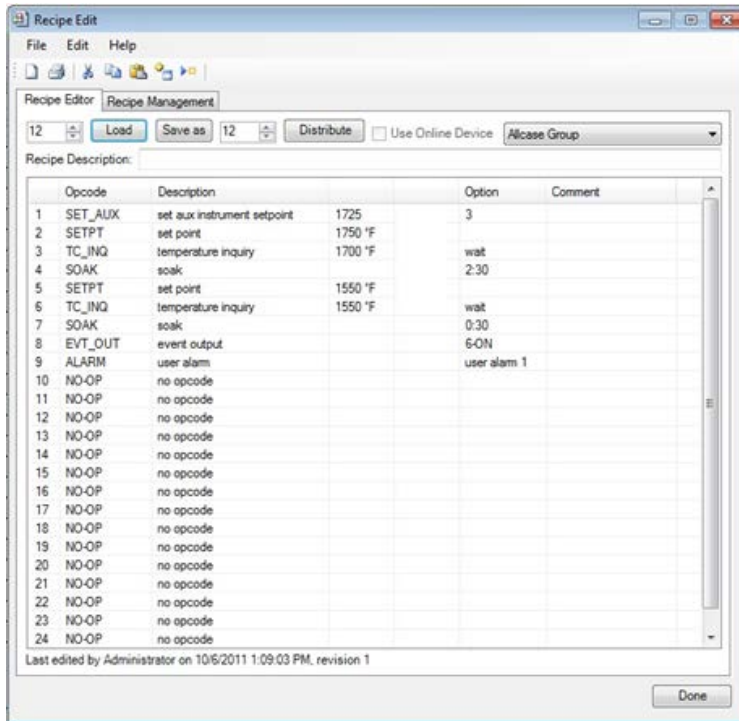 Recipe Edit
File Edit Help
Recipe Editor Recipe Management
12 Load Save as 12 Distribute Use Online Device Allcase Group
Recipe Description:
Opcode Description Option Comment
1 SET_AUX set aux instrument setpoint 1725 3
2 SETPT set point 1750 °F
3 TC_INQ temperature inquiry 1700 °F wait
4 SOAK soak 2:30
5 SETPT set point 1550 °F
6 TC_INQ temperature inquiry 1550 °F wait
7 SOAK soak 0:30
8 EVT_OUT event output 6-ON
9 ALARM user alarm user alarm 1
10 NO-OP no opcode
11 NO-OP no opcode
12 NO-OP no opcode
13 NO-OP no opcode
14 NO-OP no opcode
15 NO-OP no opcode
16 NO-OP no opcode
17 NO-OP no opcode
18 NO-OP no opcode
19 NO-OP no opcode
20 NO-OP no opcode
21 NO-OP no opcode
22 NO-OP no opcode
23 NO-OP no opcode
24 NO-OP no opcode
Last edited by Administrator on 10/6/2011 1:09:03 PM, revision 1
Done